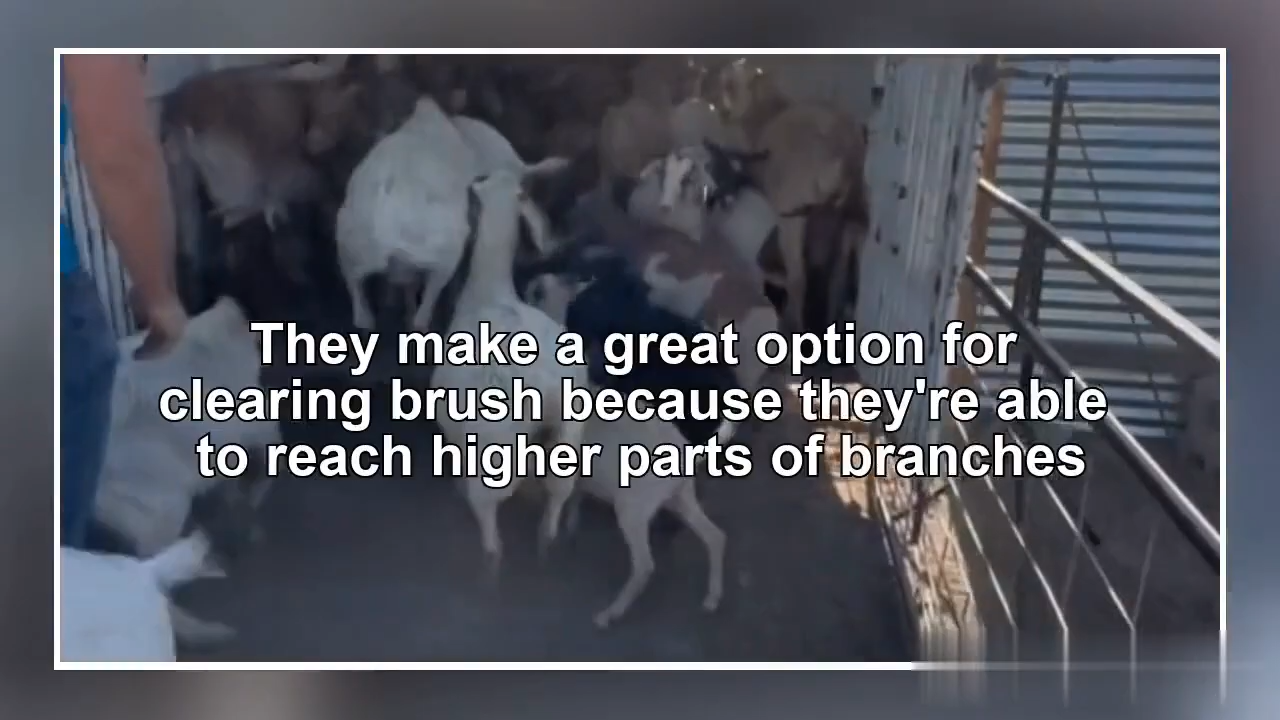 They make a great option for
clearing brush because they're able
to reach higher parts of branches